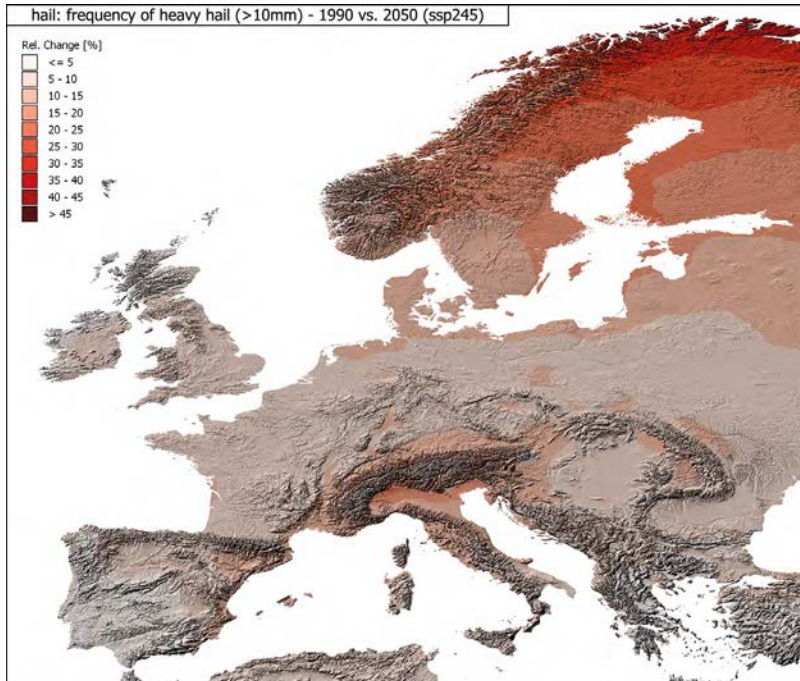 hail: frequency of heavy hail (>10mm) - 1990 vs. 2050 (ssp245)
Rel. Change [%]
<= 5
5 - 10
10 - 15
15 - 20
20 - 25
25 - 30
30 - 35
35 - 40
40 - 45
> 45